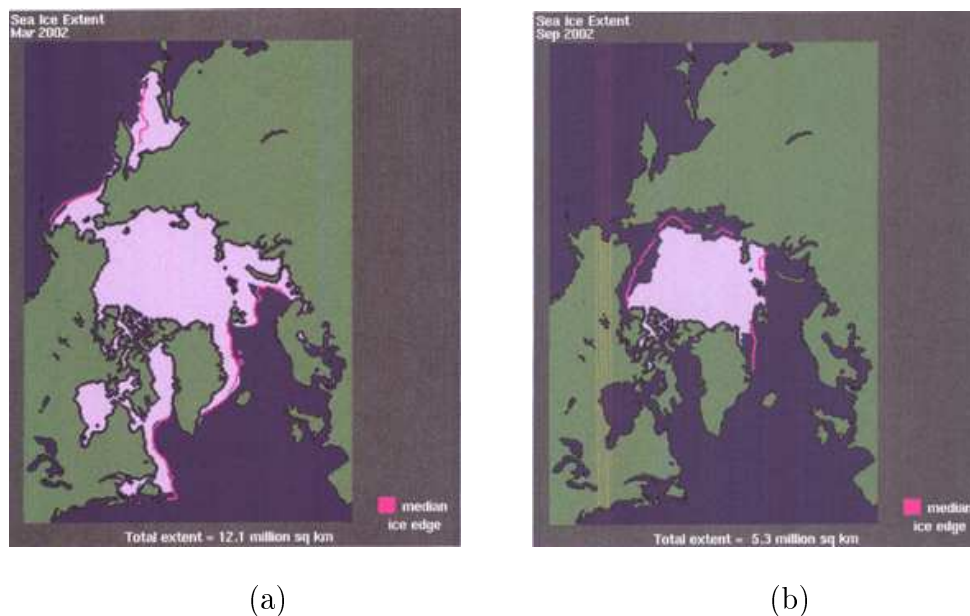 Sea Ice Extent
Mar 2002
median
ice edge
Total extent = 12.1 million sq km
(a)
Sea Ice Extent
Sep 2002
median
ice edge
Total extent = 5.3 million sq km
(b)